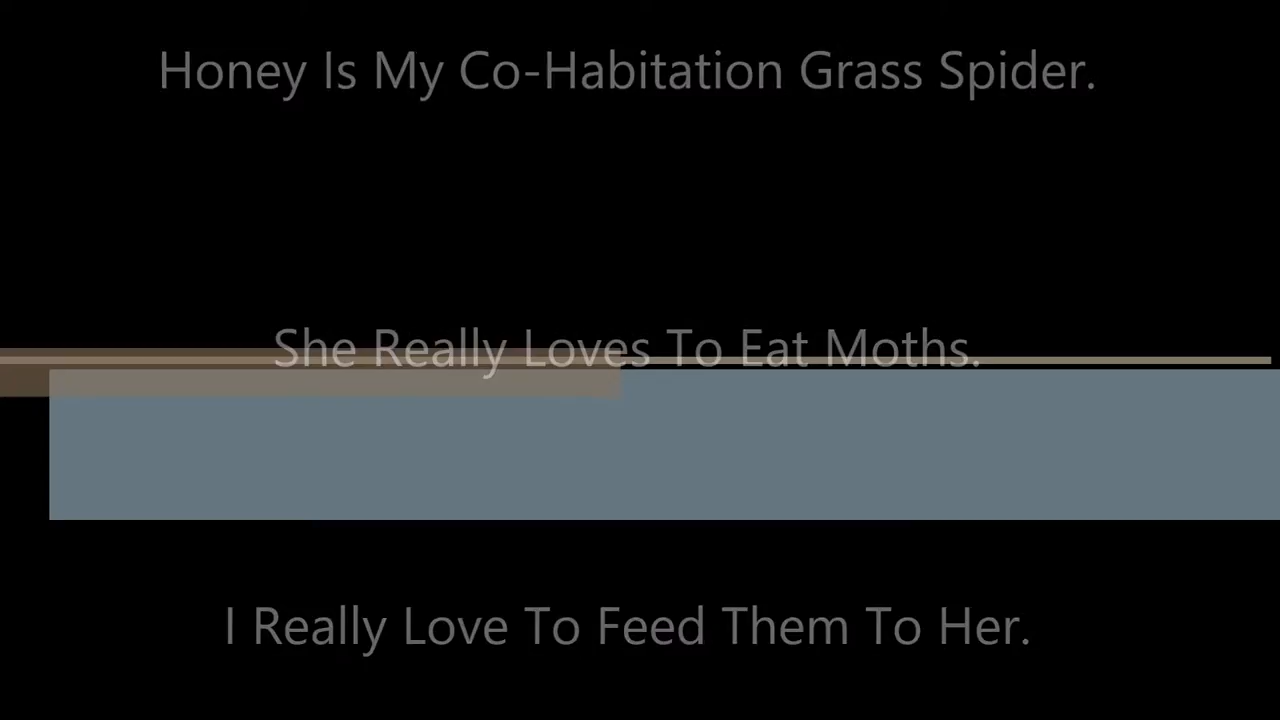 Honey Is My Co-Habitation Grass Spider.
She Really Loves To Eat Moths.
I Really Love To Feed Them To Her.